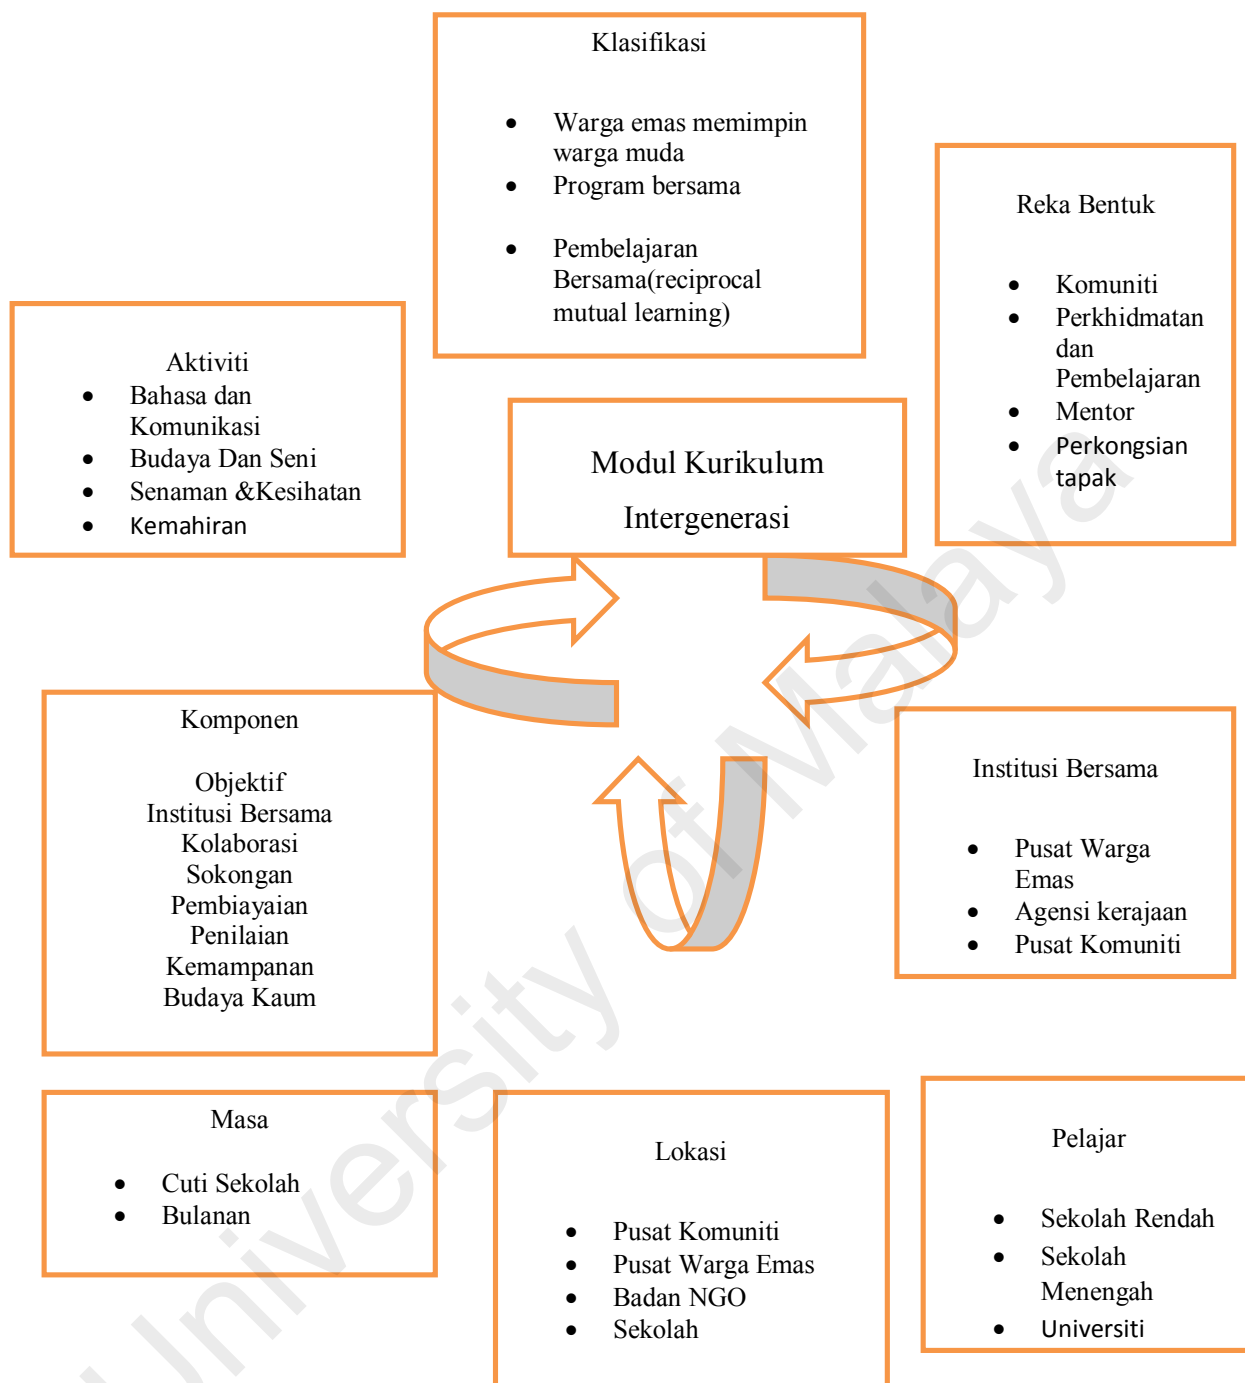 Klasifikasi
• Warga emas memimpin
warga muda
• Program bersama
• Pembelajaran
Bersama(reciprocal
mutual learning)
Reka Bentuk
• Komuniti
• Perkhidmatan
dan
Pembelajaran
• Mentor
• Perkongsian
tapak
Aktiviti
• Bahasa dan
Komunikasi
• Budaya Dan Seni
• Senaman &Kesihatan
• Kemahiran
Modul Kurikulum
Intergenerasi
Komponen
Objektif
Institusi Bersama
Kolaborasi
Sokongan
Pembiayaian
Penilaian
Kemampanan
Budaya Kaum
Institusi Bersama
• Pusat Warga
Emas
• Agensi kerajaan
• Pusat Komuniti
Masa
• Cuti Sekolah
• Bulanan
Lokasi
• Pusat Komuniti
• Pusat Warga Emas
• Badan NGO
• Sekolah
Pelajar
• Sekolah Rendah
• Sekolah
Menengah
• Universiti
University of Malaya